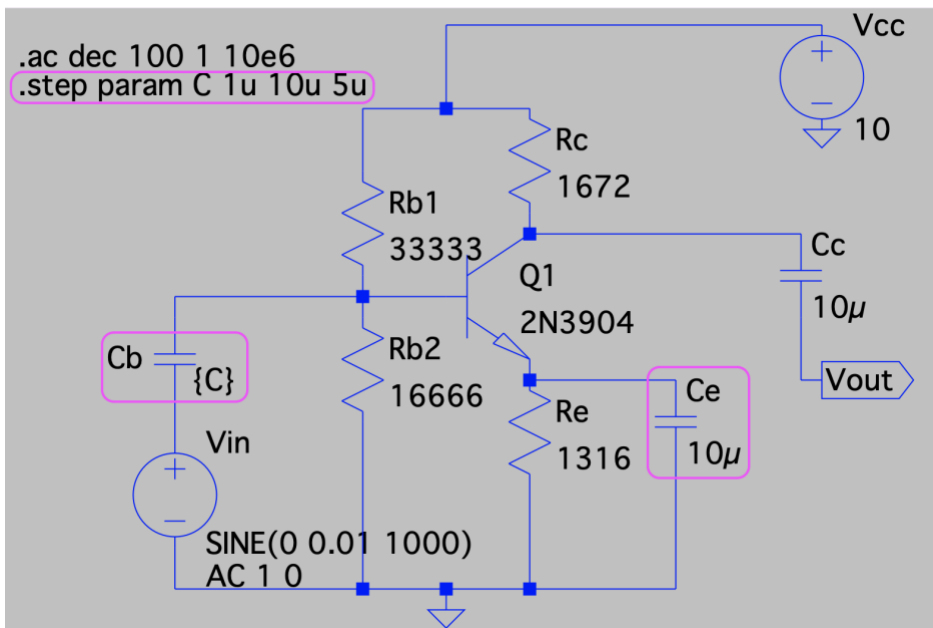 Vcc
.ac dec 100 1 10e6
.step param C 1u 10u 5u
10
Rc
1672
Rb1
33333
Cc
10µ
Q1
2N3904
Cb
{C}
Rb2
16666
Vout
Ce
10µ
Re
1316
Vin
SINE(0 0.01 1000)
AC 1 0